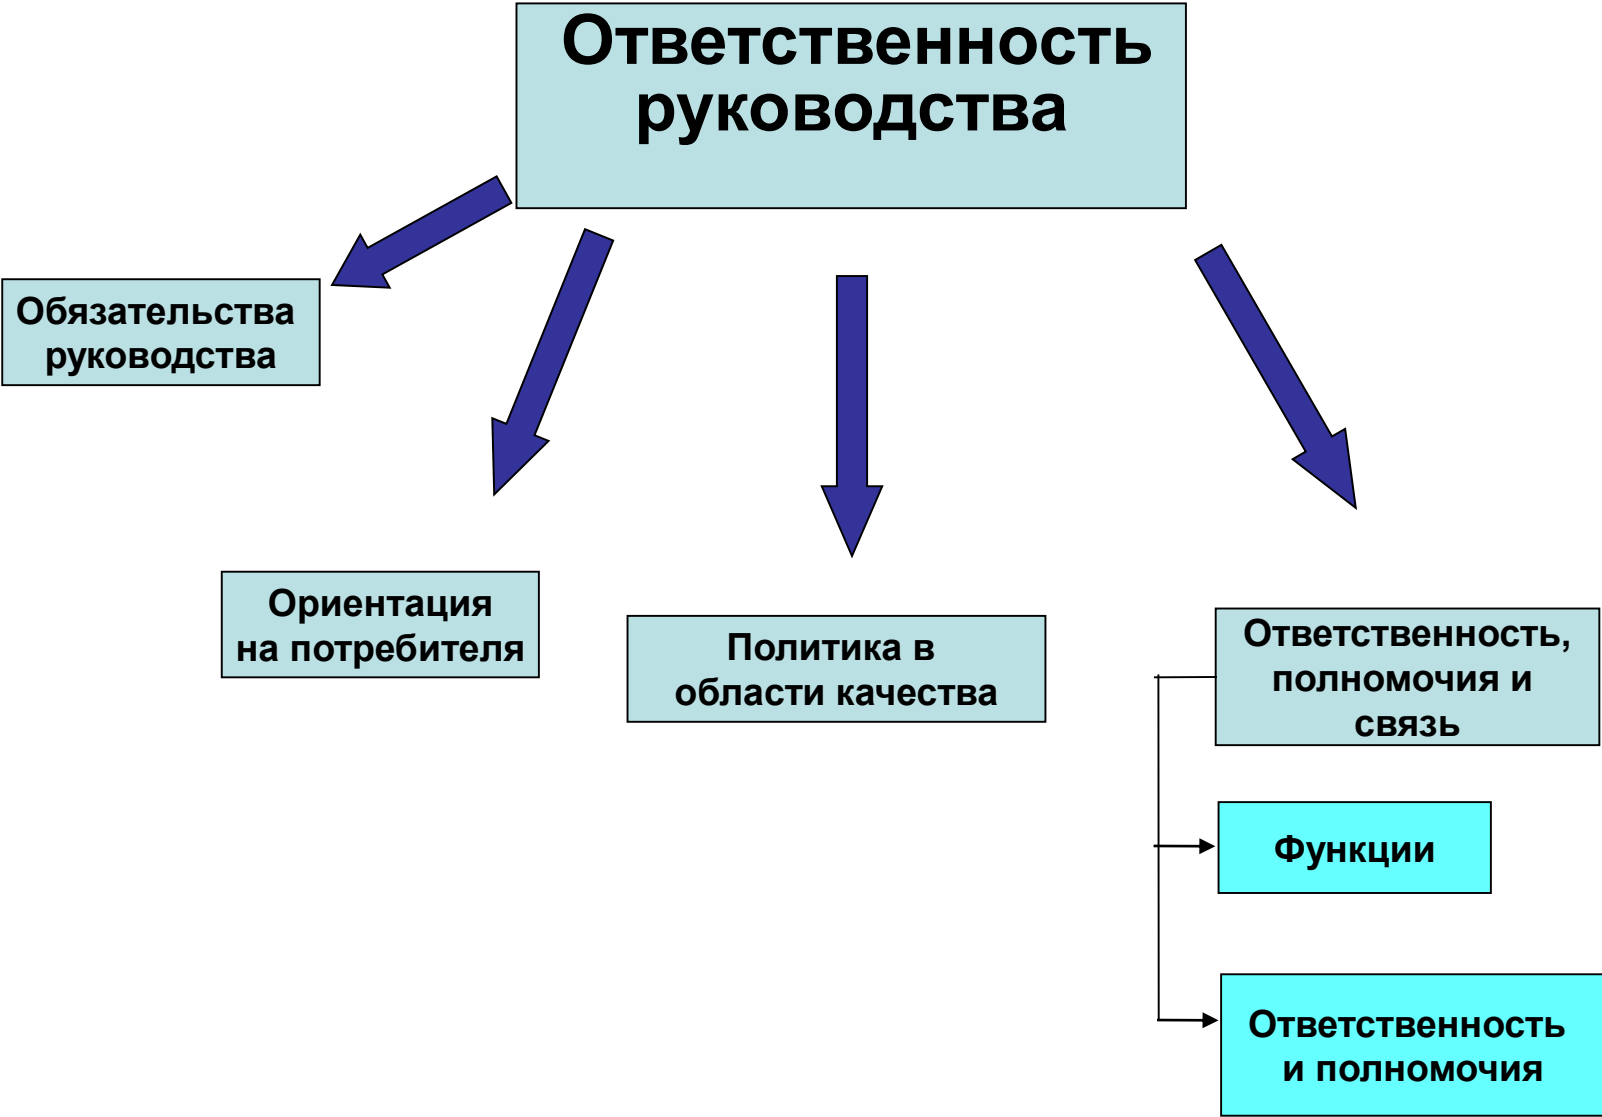 Ответственность
руководства
Обязательства
руководства
Ориентация
на потребителя
Политика в
области качества
Ответственность,
полномочия и
связь
Функции
Ответственность
и полномочия